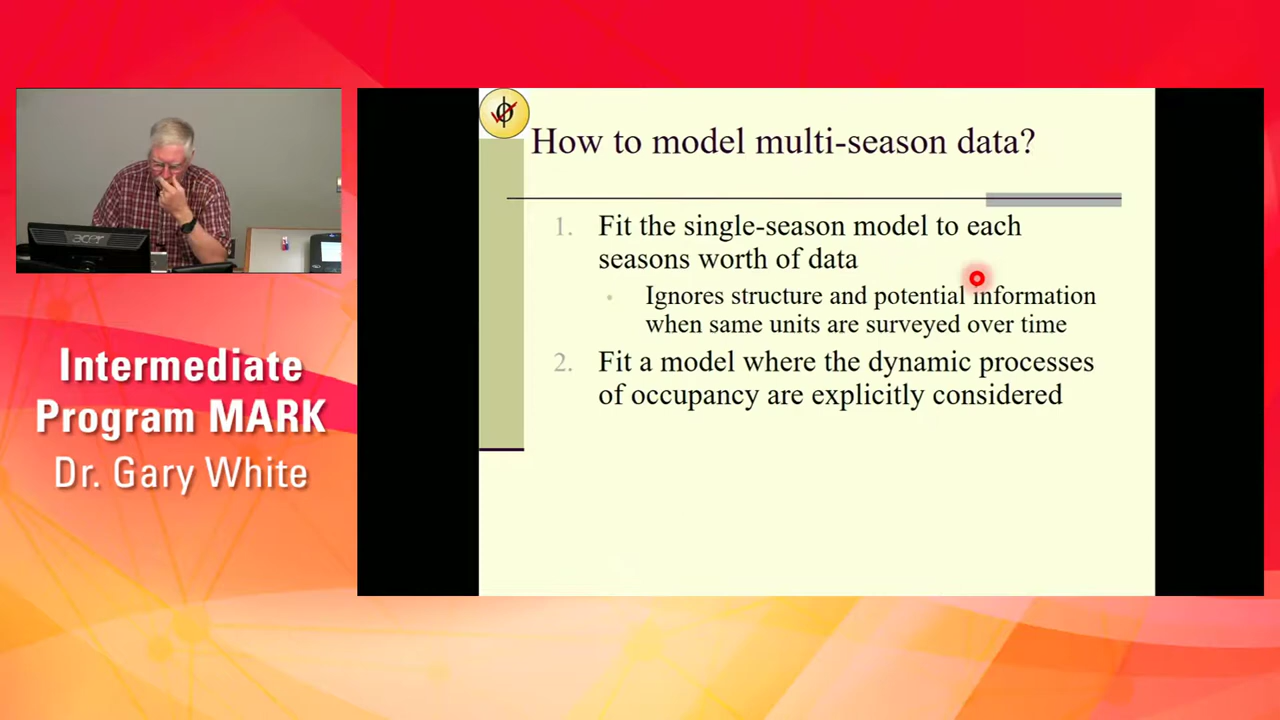 How to model multi-season data?
1. Fit the single-season model to each
seasons worth of data
• Ignores structure and potential information
when same units are surveyed over time
2. Fit a model where the dynamic processes
of occupancy are explicitly considered
acer
Intermediate
Program MARK
Dr. Gary White